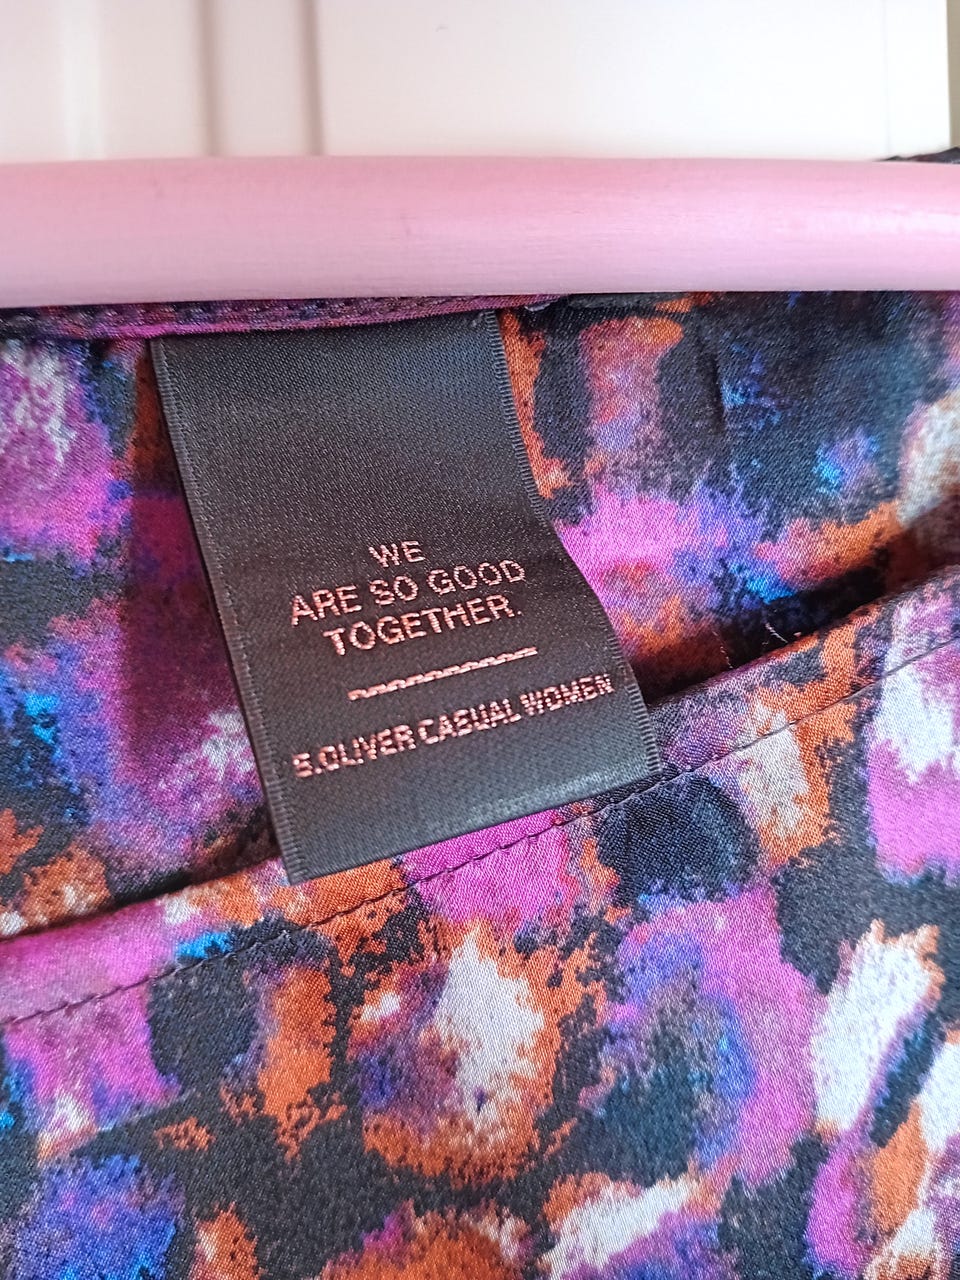 WE
ARE SO GOOD
TOGETHER.
S.OLIVER CASUAL WOMEN